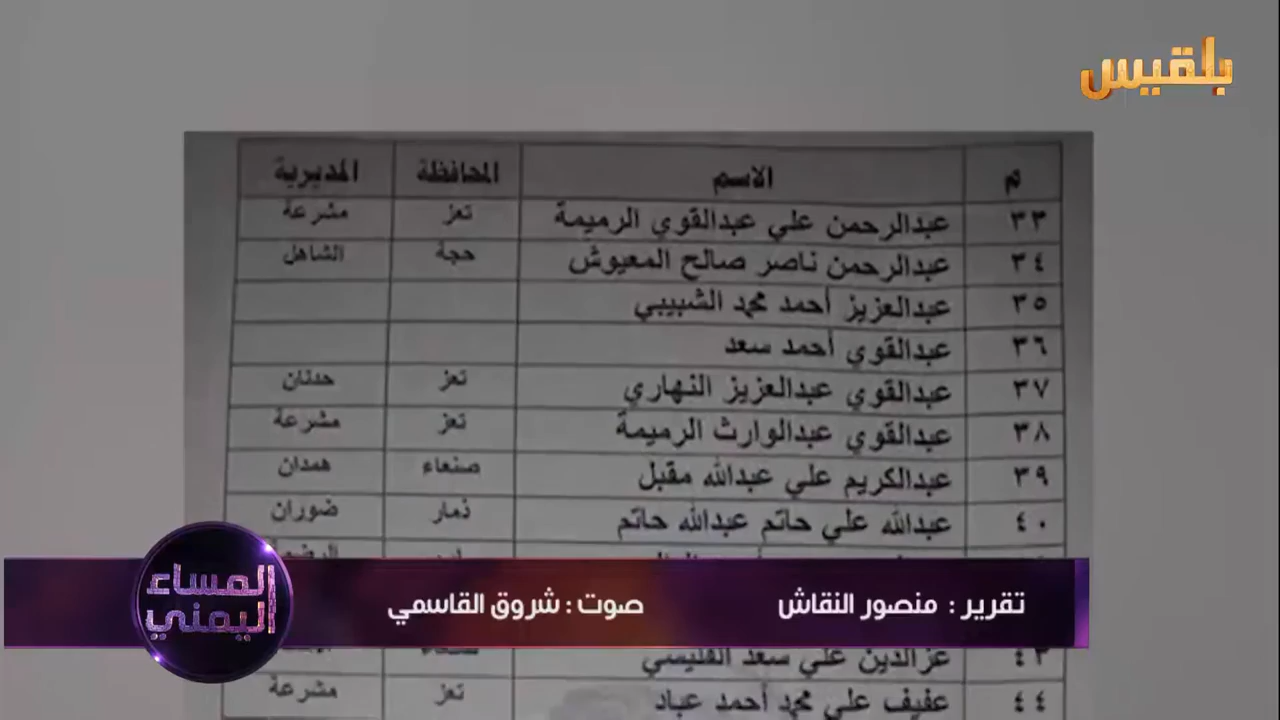 بلقيس
م الاسم المحافظة المديرية
٣٣ عبدالرحمن علي عبدالقوي الرميمة تعز مشرعة
٣٤ عبدالرحمن ناصر صالح المعيوش حجة الشاهل
٣٥ عبدالعزيز أحمد محمد الشبيبي
٣٦ عبدالقوي أحمد سعد
٣٧ عبدالقوي عبدالعزيز النهاري تعز حدنان
٣٨ عبدالقوي عبدالوارث الرميمة تعز مشرعة
٣٩ عبدالكريم علي عبدالله مقبل صنعاء همدان
٤٠ عبدالله علي حاتم عبدالله حاتم ذمار ضوران
تقرير : منصور النقاش صوت : شروق القاسمي
المساء
اليمني
٤٣ عزالدين علي سعد القليسي صنعاء
٤٤ عفيف علي محمد أحمد عباد تعز مشرعة